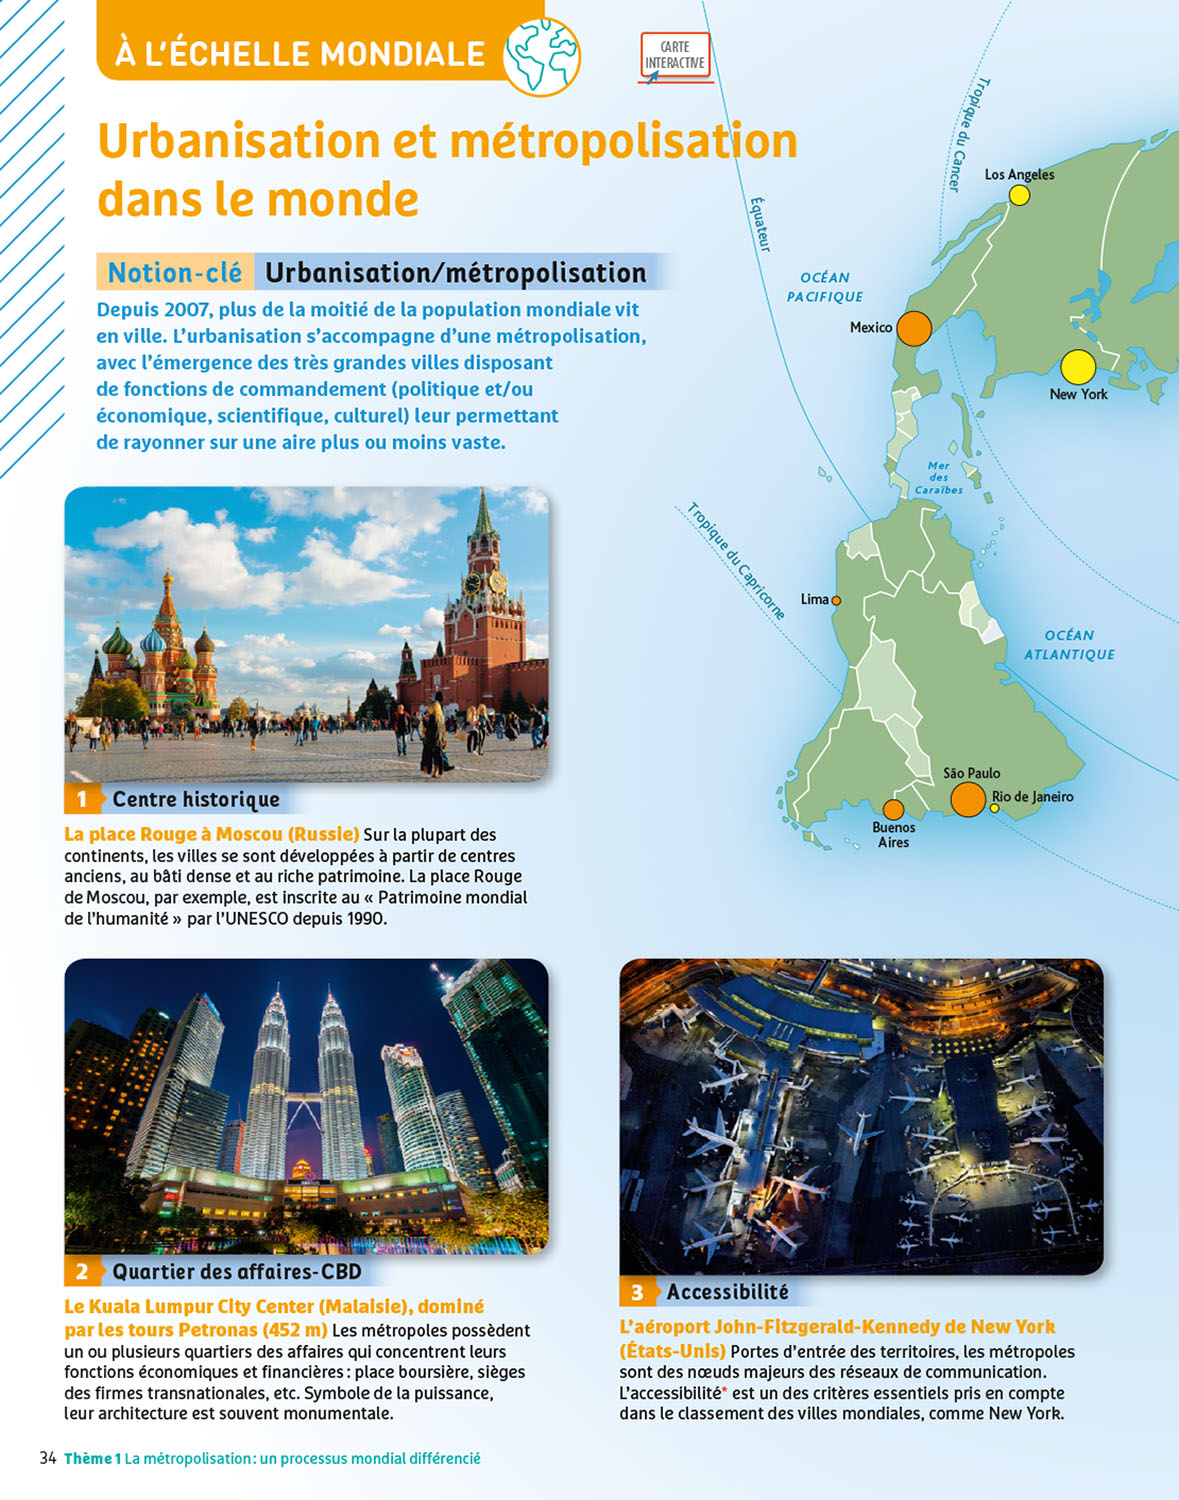 À L'ÉCHELLE MONDIALE
CARTE
INTERACTIVE
Urbanisation et métropolisation
dans le monde
Notion-clé Urbanisation/métropolisation
Depuis 2007, plus de la moitié de la population mondiale vit
en ville. L'urbanisation s'accompagne d'une métropolisation,
avec l'émergence des très grandes villes disposant
de fonctions de commandement (politique et/ou
économique, scientifique, culturel) leur permettant
de rayonner sur une aire plus ou moins vaste.
Tropique du Cancer
Los Angeles
Équateur
OCÉAN
PACIFIQUE
Mexico
New York
Mer
des
Caraïbes
Tropique du Capricorne
Lima
OCÉAN
ATLANTIQUE
São Paulo
Rio de Janeiro
Buenos
Aires
1 Centre historique
La place Rouge à Moscou (Russie) Sur la plupart des
continents, les villes se sont développées à partir de centres
anciens, au bâti dense et au riche patrimoine. La place Rouge
de Moscou, par exemple, est inscrite au « Patrimoine mondial
de l'humanité » par l'UNESCO depuis 1990.
2 Quartier des affaires-CBD
Le Kuala Lumpur City Center (Malaisie), dominé
par les tours Petronas (452 m) Les métropoles possèdent
un ou plusieurs quartiers des affaires qui concentrent leurs
fonctions économiques et financières : place boursière, sièges
des firmes transnationales, etc. Symbole de la puissance,
leur architecture est souvent monumentale.
3 Accessibilité
L'aéroport John-Fitzgerald-Kennedy de New York
(États-Unis) Portes d'entrée des territoires, les métropoles
sont des nœuds majeurs des réseaux de communication.
L'accessibilité* est un des critères essentiels pris en compte
dans le classement des villes mondiales, comme New York.
34 Thème 1 La métropolisation : un processus mondial différencié